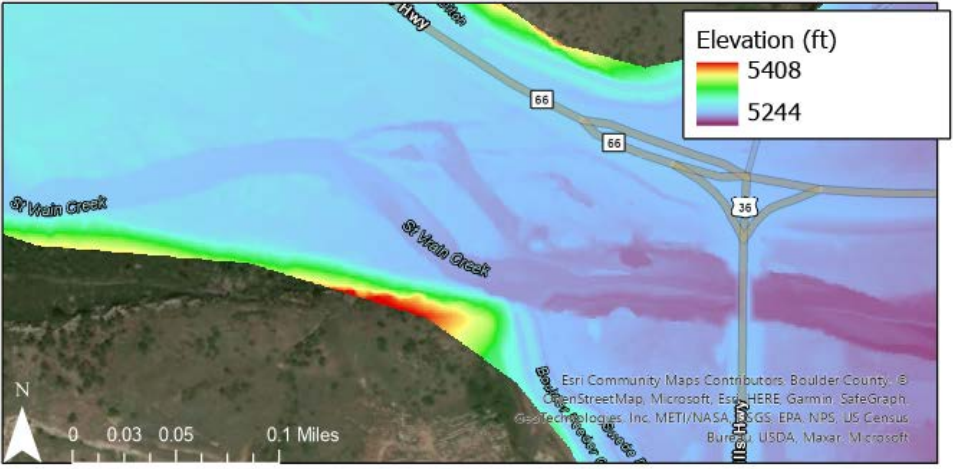 Hwy
Ditch
66
66
36
Elevation (ft)
5408
5244
St Vrain Creek
St Vrain Creek
N
0 0.03 0.05 0.1 Miles
Esri Community Maps Contributors, Boulder County, ©
OpenStreetMap, Microsoft, Esri, HERE, Garmin, SafeGraph,
GeoTechnologies, Inc, METI/NASA, USGS, EPA, NPS, US Census
Bureau, USDA, Maxar, Microsoft